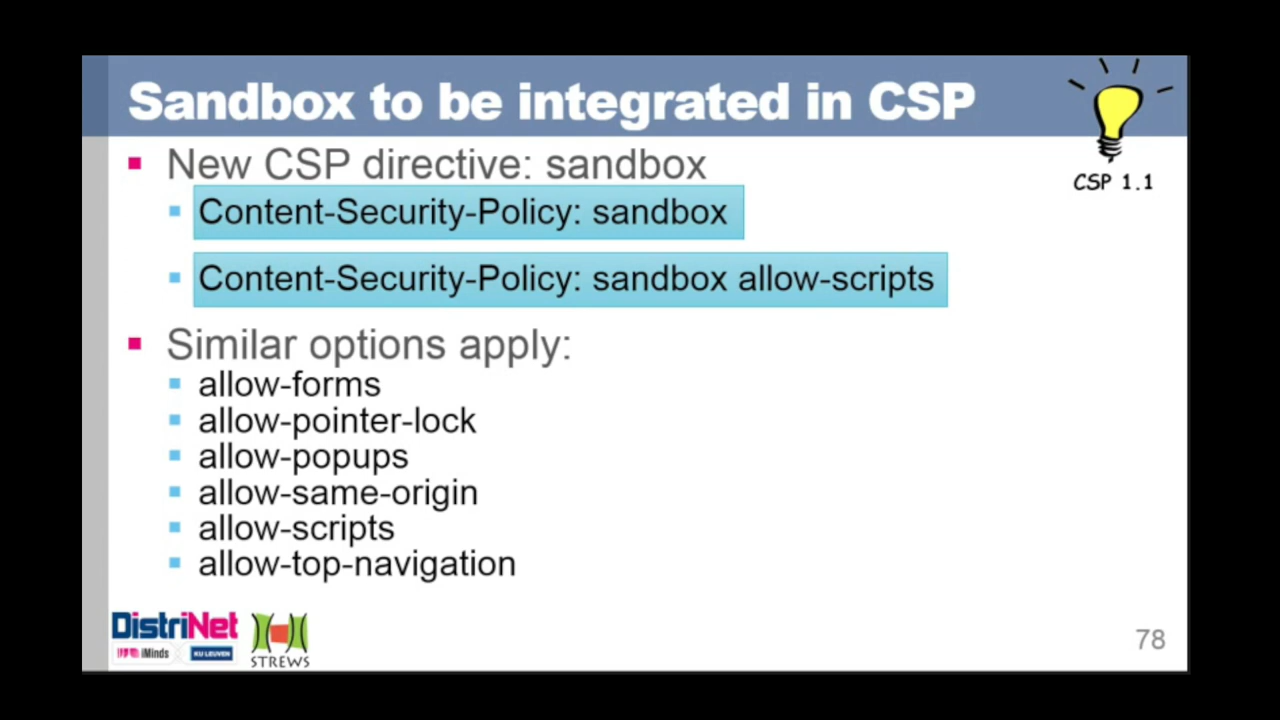 Sandbox to be integrated in CSP
CSP 1.1
New CSP directive: sandbox
Content-Security-Policy: sandbox
Content-Security-Policy: sandbox allow-scripts
Similar options apply:
allow-forms
allow-pointer-lock
allow-popups
allow-same-origin
allow-scripts
allow-top-navigation
DistriNet
iMinds
KU LEUVEN
STREWS
78